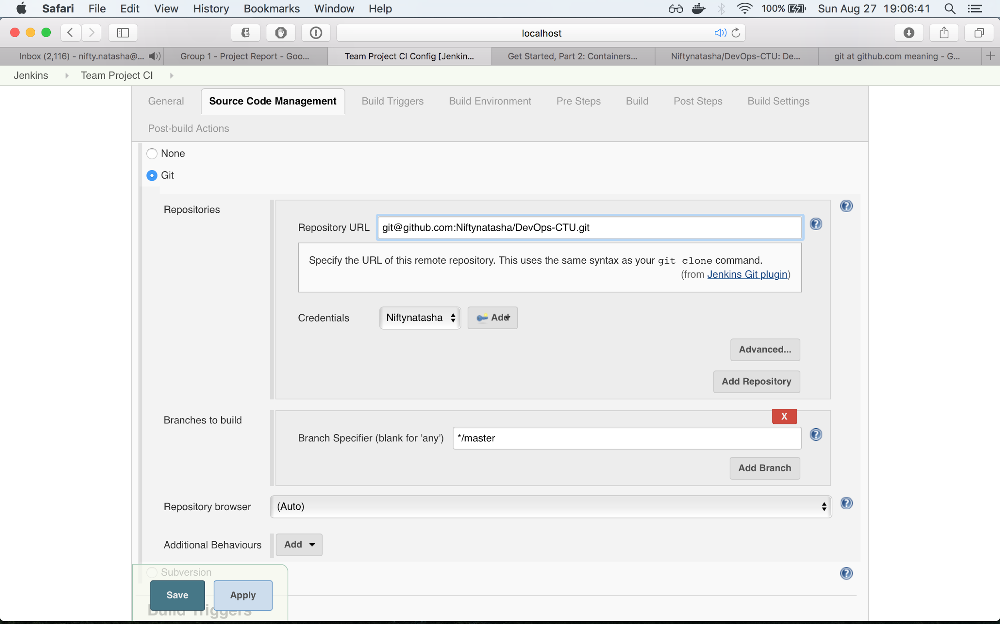 Safari File Edit View History Bookmarks Window Help 100% Sun Aug 27 19:06:41
localhost
Inbox (2,116) - nifty.natasha@... Group 1 - Project Report - Goo... Team Project CI Config [Jenkin... Get Started, Part 2: Containers... Niftynatasha/DevOps-CTU: De... git at github.com meaning - G...
Jenkins Team Project CI
General Source Code Management Build Triggers Build Environment Pre Steps Build Post Steps Build Settings
Post-build Actions
None
Git
Repositories
Repository URL git@github.com:Niftynatasha/DevOps-CTU.git
Specify the URL of this remote repository. This uses the same syntax as your git clone command.
(from Jenkins Git plugin)
Credentials Niftynatasha Add
Advanced...
Add Repository
Branches to build X
Branch Specifier (blank for 'any') */master
Add Branch
Repository browser (Auto)
Additional Behaviours Add
Subversion
Save Apply
Build Triggers